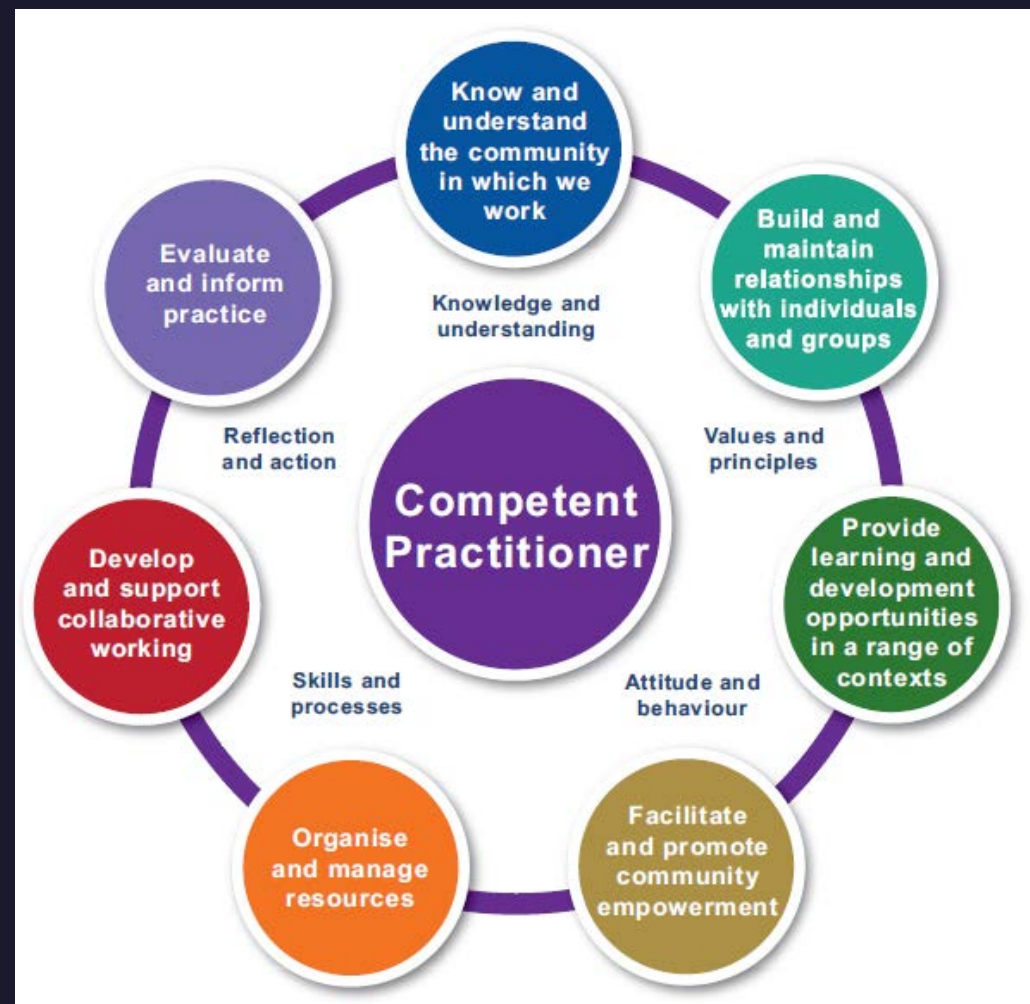 Know and
understand
the community
in which we
work
Build and
maintain
relationships
with individuals
and groups
Provide
learning and
development
opportunities
in a range of
contexts
Facilitate
and promote
community
empowerment
Organise
and manage
resources
Develop
and support
collaborative
working
Evaluate
and inform
practice
Knowledge and
understanding
Values and
principles
Attitude and
behaviour
Skills and
processes
Reflection
and action
Competent
Practitioner